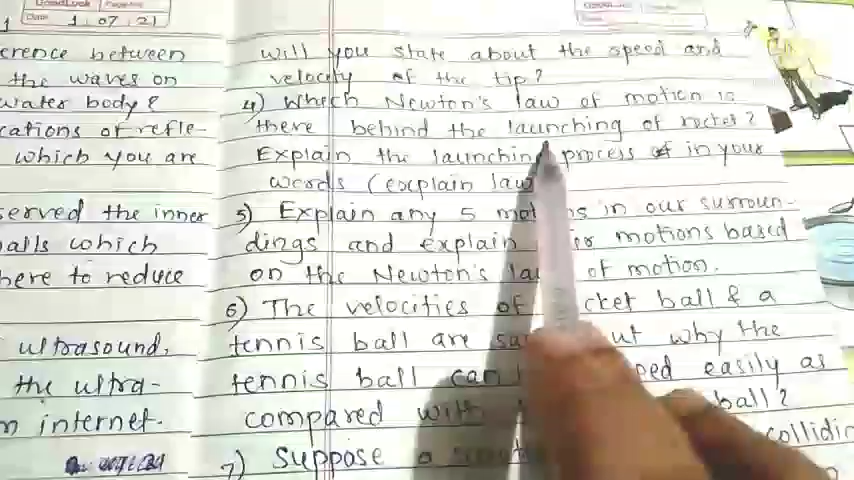 Date 1.07.21
erence between
the waves on
water body?
cations of refle-
which you are
served the inner
alls which
here to reduce
ultrasound.
the ultra-
m internet.
will you state about the speed and
velocity of the tip?
4) Which Newton's law of motion is
there behind the launching of rocket?
Explain the launching process of in your
words (explain law
5) Explain any 5 mot ns in our surroun-
dings and explain motions based
on the Newton's la of motion.
6) The velocities of cket ball & a
tennis ball are sa ut why the
tennis ball can ped easily as
compared with ball?
7) Suppose a collidin